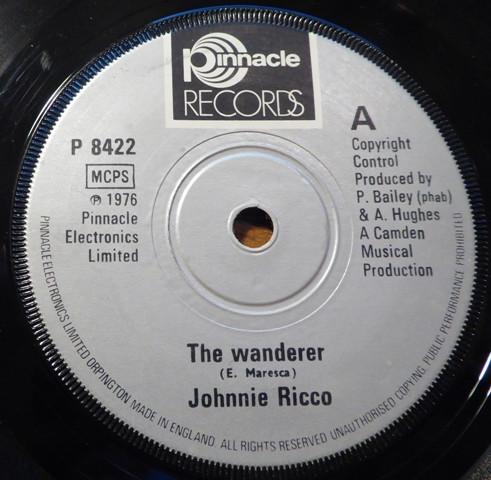 Pinnacle
RECORDS
P 8422
MCPS
℗ 1976
Pinnacle
Electronics
Limited
A
Copyright
Control
Produced by
P. Bailey (phab)
& A. Hughes
A Camden
Musical
Production
The wanderer
(E. Maresca)
Johnnie Ricco
PINNACLE ELECTRONICS LIMITED ORPINGTON MADE IN ENGLAND. ALL RIGHTS RESERVED UNAUTHORISED COPYING PUBLIC PERFORMANCE PROHIBITED